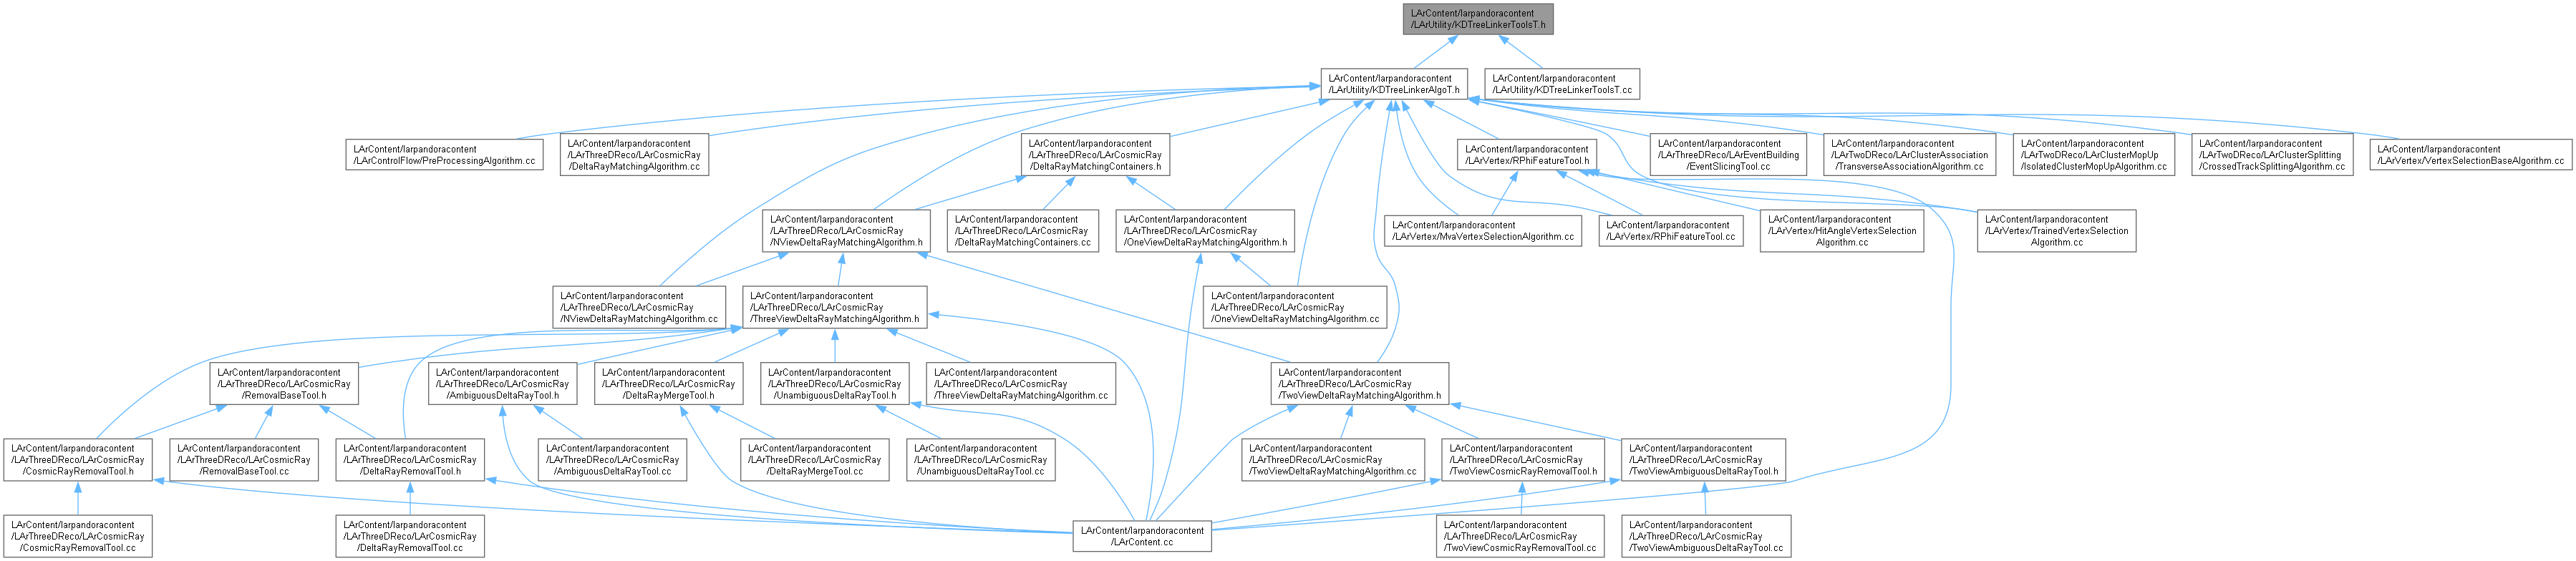 LArContent/larpandoracontent
/LArUtility/KDTreeLinkerToolsT.h
LArContent/larpandoracontent
/LArUtility/KDTreeLinkerAlgoT.h
LArContent/larpandoracontent
/LArUtility/KDTreeLinkerToolsT.cc
LArContent/larpandoracontent
/LArControlFlow/PreProcessingAlgorithm.cc
LArContent/larpandoracontent
/LArThreeDReco/LArCosmicRay
/DeltaRayMatchingAlgorithm.cc
LArContent/larpandoracontent
/LArThreeDReco/LArCosmicRay
/DeltaRayMatchingContainers.h
LArContent/larpandoracontent
/LArVertex/RPhiFeatureTool.h
LArContent/larpandoracontent
/LArThreeDReco/LArEventBuilding
/EventSlicingTool.cc
LArContent/larpandoracontent
/LArTwoDReco/LArClusterAssociation
/TransverseAssociationAlgorithm.cc
LArContent/larpandoracontent
/LArTwoDReco/LArClusterMopUp
/IsolatedClusterMopUpAlgorithm.cc
LArContent/larpandoracontent
/LArTwoDReco/LArClusterSplitting
/CrossedTrackSplittingAlgorithm.cc
LArContent/larpandoracontent
/LArVertex/VertexSelectionBaseAlgorithm.cc
LArContent/larpandoracontent
/LArThreeDReco/LArCosmicRay
/NViewDeltaRayMatchingAlgorithm.h
LArContent/larpandoracontent
/LArThreeDReco/LArCosmicRay
/DeltaRayMatchingContainers.cc
LArContent/larpandoracontent
/LArThreeDReco/LArCosmicRay
/OneViewDeltaRayMatchingAlgorithm.h
LArContent/larpandoracontent
/LArVertex/MvaVertexSelectionAlgorithm.cc
LArContent/larpandoracontent
/LArVertex/RPhiFeatureTool.cc
LArContent/larpandoracontent
/LArVertex/HitAngleVertexSelection
Algorithm.cc
LArContent/larpandoracontent
/LArVertex/TrainedVertexSelection
Algorithm.cc
LArContent/larpandoracontent
/LArThreeDReco/LArCosmicRay
/NViewDeltaRayMatchingAlgorithm.cc
LArContent/larpandoracontent
/LArThreeDReco/LArCosmicRay
/ThreeViewDeltaRayMatchingAlgorithm.h
LArContent/larpandoracontent
/LArThreeDReco/LArCosmicRay
/OneViewDeltaRayMatchingAlgorithm.cc
LArContent/larpandoracontent
/LArThreeDReco/LArCosmicRay
/RemovalBaseTool.h
LArContent/larpandoracontent
/LArThreeDReco/LArCosmicRay
/AmbiguousDeltaRayTool.h
LArContent/larpandoracontent
/LArThreeDReco/LArCosmicRay
/DeltaRayMergeTool.h
LArContent/larpandoracontent
/LArThreeDReco/LArCosmicRay
/UnambiguousDeltaRayTool.h
LArContent/larpandoracontent
/LArThreeDReco/LArCosmicRay
/ThreeViewDeltaRayMatchingAlgorithm.cc
LArContent/larpandoracontent
/LArThreeDReco/LArCosmicRay
/TwoViewDeltaRayMatchingAlgorithm.h
LArContent/larpandoracontent
/LArThreeDReco/LArCosmicRay
/CosmicRayRemovalTool.h
LArContent/larpandoracontent
/LArThreeDReco/LArCosmicRay
/RemovalBaseTool.cc
LArContent/larpandoracontent
/LArThreeDReco/LArCosmicRay
/DeltaRayRemovalTool.h
LArContent/larpandoracontent
/LArThreeDReco/LArCosmicRay
/AmbiguousDeltaRayTool.cc
LArContent/larpandoracontent
/LArThreeDReco/LArCosmicRay
/DeltaRayMergeTool.cc
LArContent/larpandoracontent
/LArThreeDReco/LArCosmicRay
/UnambiguousDeltaRayTool.cc
LArContent/larpandoracontent
/LArThreeDReco/LArCosmicRay
/TwoViewDeltaRayMatchingAlgorithm.cc
LArContent/larpandoracontent
/LArThreeDReco/LArCosmicRay
/TwoViewCosmicRayRemovalTool.h
LArContent/larpandoracontent
/LArThreeDReco/LArCosmicRay
/TwoViewAmbiguousDeltaRayTool.h
LArContent/larpandoracontent
/LArThreeDReco/LArCosmicRay
/CosmicRayRemovalTool.cc
LArContent/larpandoracontent
/LArThreeDReco/LArCosmicRay
/DeltaRayRemovalTool.cc
LArContent/larpandoracontent
/LArContent.cc
LArContent/larpandoracontent
/LArThreeDReco/LArCosmicRay
/TwoViewCosmicRayRemovalTool.cc
LArContent/larpandoracontent
/LArThreeDReco/LArCosmicRay
/TwoViewAmbiguousDeltaRayTool.cc